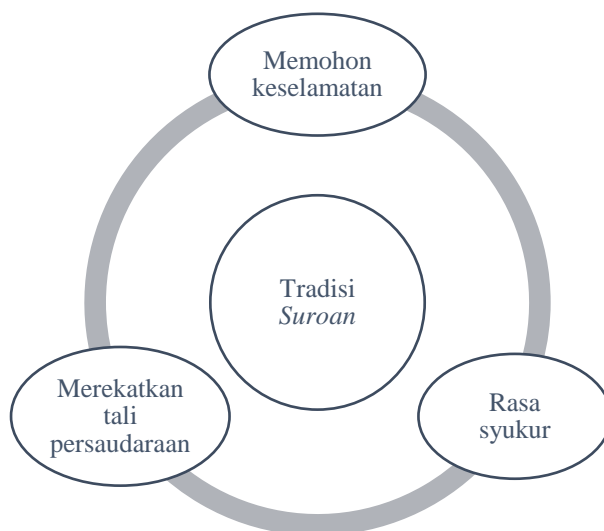 Memohon
keselamatan
Tradisi
Suroan
Merekatkan
tali
persaudaraan
Rasa
syukur